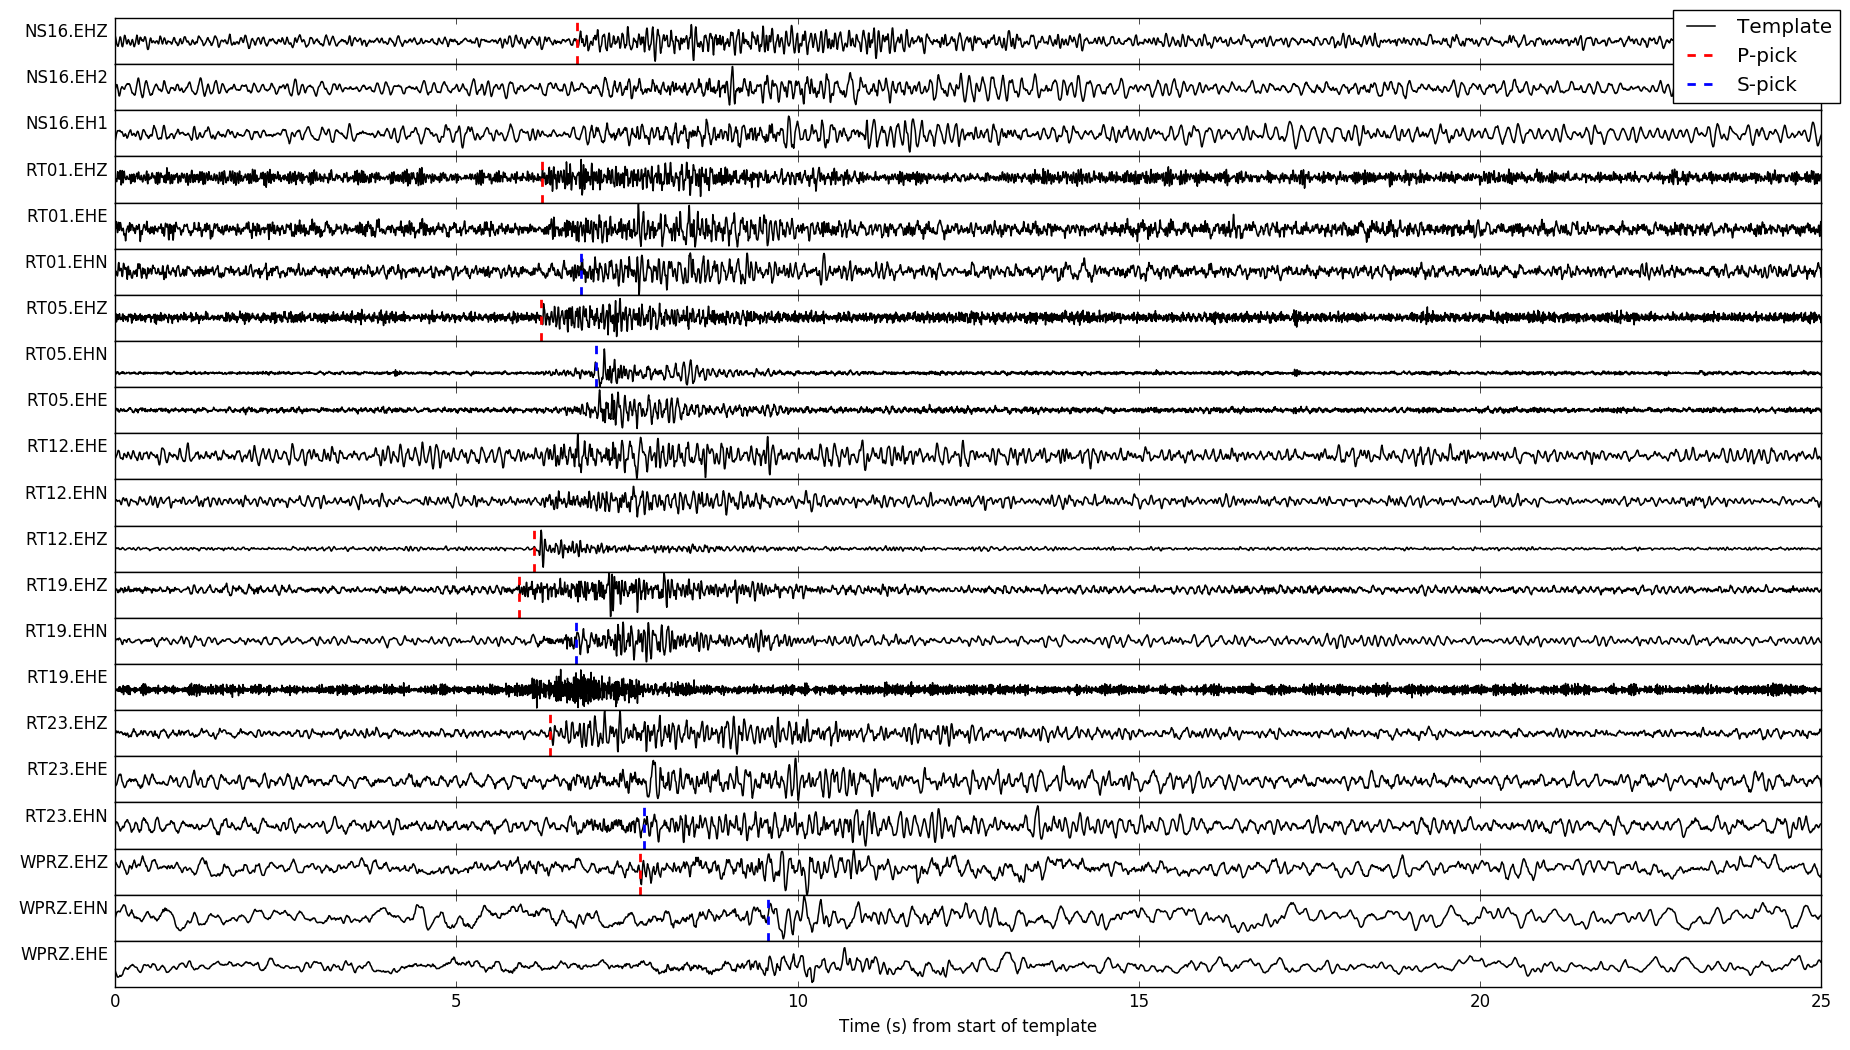 NS16.EHZ
NS16.EH2
NS16.EH1
RT01.EHZ
RT01.EHE
RT01.EHN
RT05.EHZ
RT05.EHN
RT05.EHE
RT12.EHE
RT12.EHN
RT12.EHZ
RT19.EHZ
RT19.EHN
RT19.EHE
RT23.EHZ
RT23.EHE
RT23.EHN
WPRZ.EHZ
WPRZ.EHN
WPRZ.EHE
Template
P-pick
S-pick
0 5 10 15 20 25
Time (s) from start of template